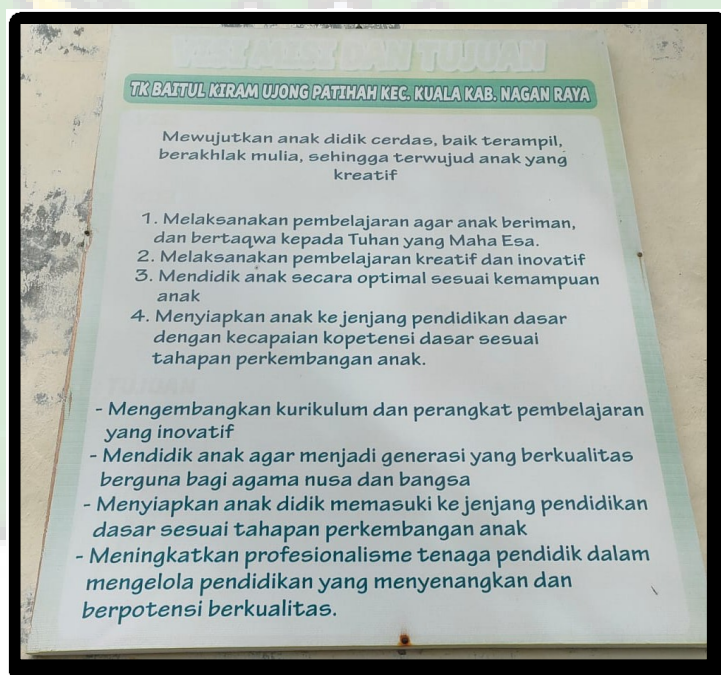 VISI MISI DAN TUJUAN
TK BAITUL KIRAM UJONG PATIHAH KEC. KUALA KAB. NAGAN RAYA
Mewujutkan anak didik cerdas, baik terampil,
berakhlak mulia, sehingga terwujud anak yang
kreatif
1. Melaksanakan pembelajaran agar anak beriman,
dan bertaqwa kepada Tuhan yang Maha Esa.
2. Melaksanakan pembelajaran kreatif dan inovatif
3. Mendidik anak secara optimal sesuai kemampuan
anak
4. Menyiapkan anak ke jenjang pendidikan dasar
dengan kecapaian kopetensi dasar sesuai
tahapan perkembangan anak.
TUJUAN
- Mengembangkan kurikulum dan perangkat pembelajaran
yang inovatif
- Mendidik anak agar menjadi generasi yang berkualitas
berguna bagi agama nusa dan bangsa
- Menyiapkan anak didik memasuki ke jenjang pendidikan
dasar sesuai tahapan perkembangan anak
- Meningkatkan profesionalisme tenaga pendidik dalam
mengelola pendidikan yang menyenangkan dan
berpotensi berkualitas.